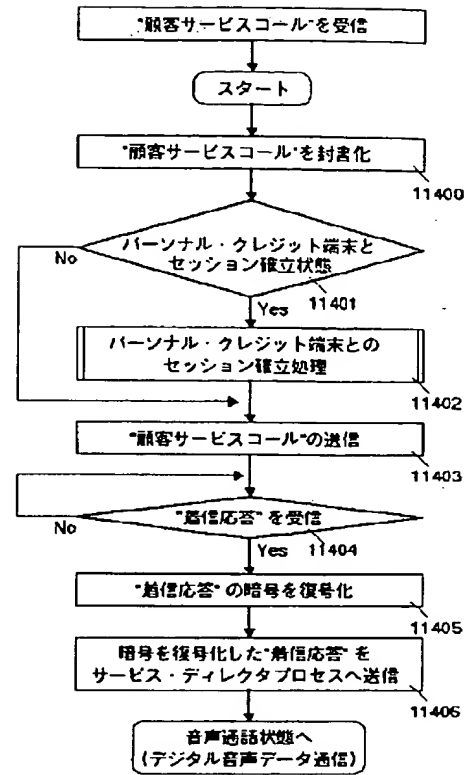 "顧客サービスコール"を受信
スタート
"顧客サービスコール"を封書化
11400
パーソナル・クレジット端末と
セッション確立状態
No
11401
Yes
パーソナル・クレジット端末との
セッション確立処理
11402
"顧客サービスコール"の送信
11403
"着信応答"を受信
No
Yes
11404
"着信応答"の暗号を復号化
11405
暗号を復号化した"着信応答"を
サービス・ディレクタプロセスへ送信
11406
音声通話状態へ
(デジタル音声データ通信)